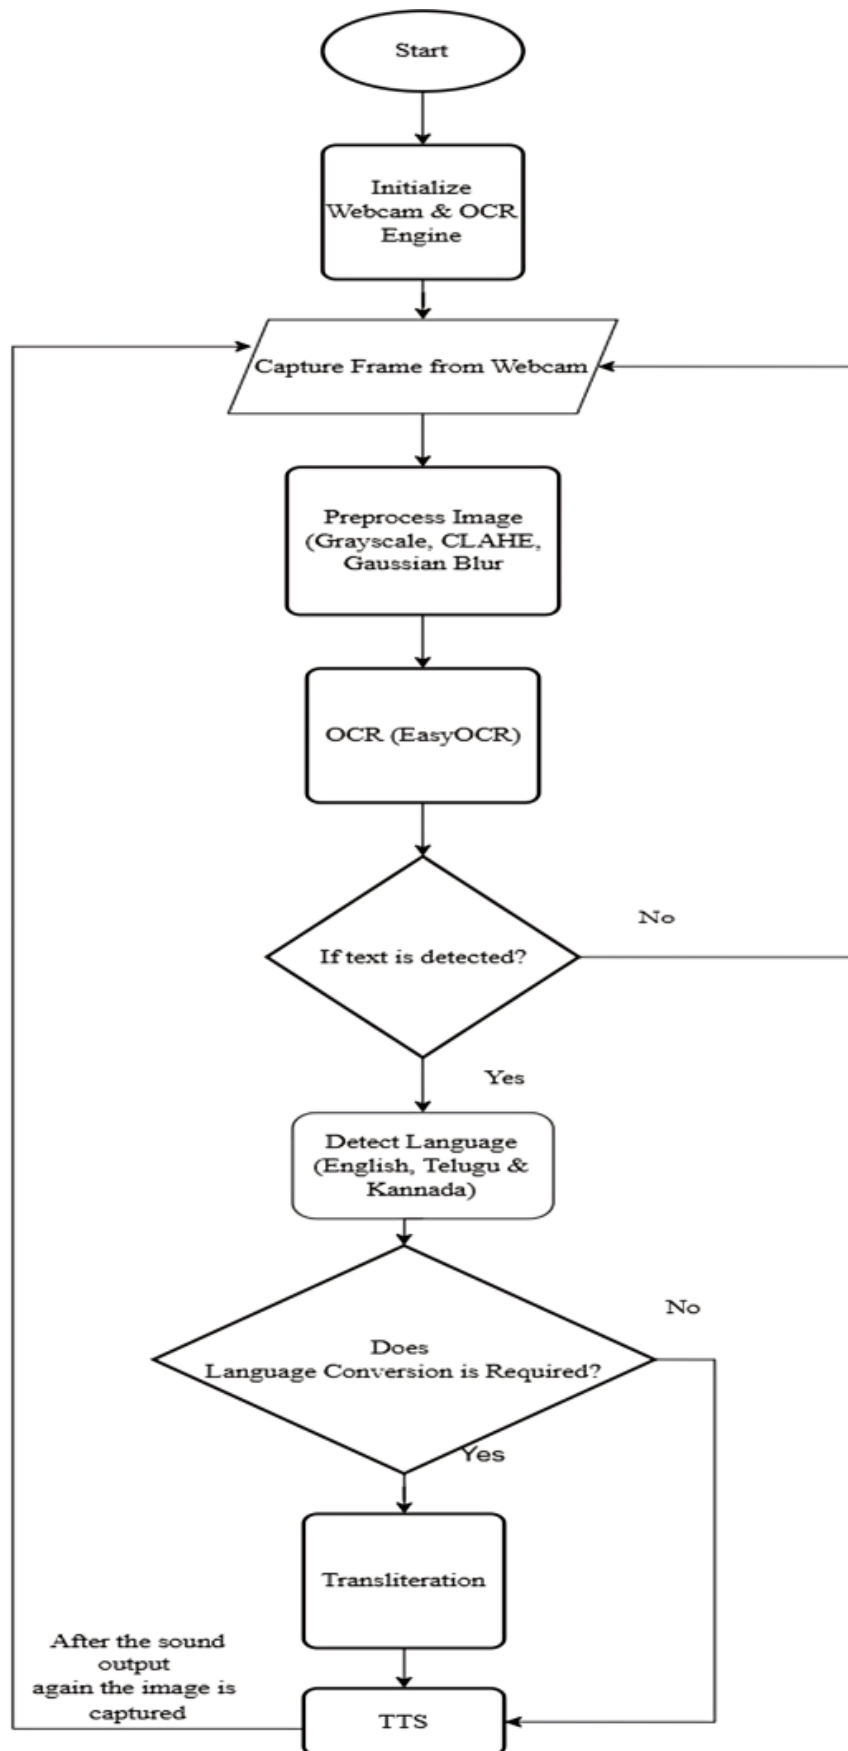 Start
Initialize
Webcam & OCR
Engine
Capture Frame from Webcam
Preprocess Image
(Grayscale, CLAHE,
Gaussian Blur
OCR (EasyOCR)
No
If text is detected?
Yes
Detect Language
(English, Telugu &
Kannada)
No
Does
Language Conversion is Required?
Yes
Transliteration
After the sound
output
again the image is
captured
TTS